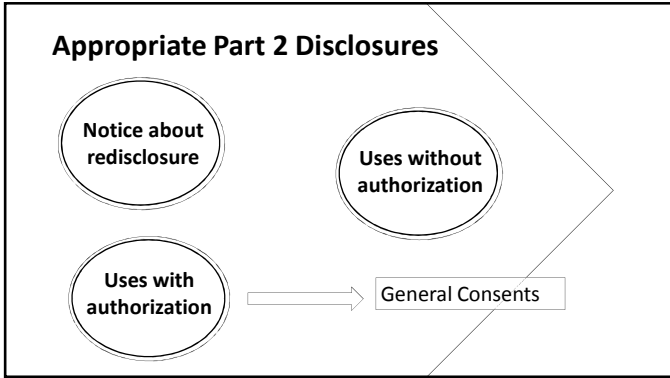 Appropriate Part 2 Disclosures
Notice about
redisclosure
Uses without
authorization
Uses with
authorization
General Consents